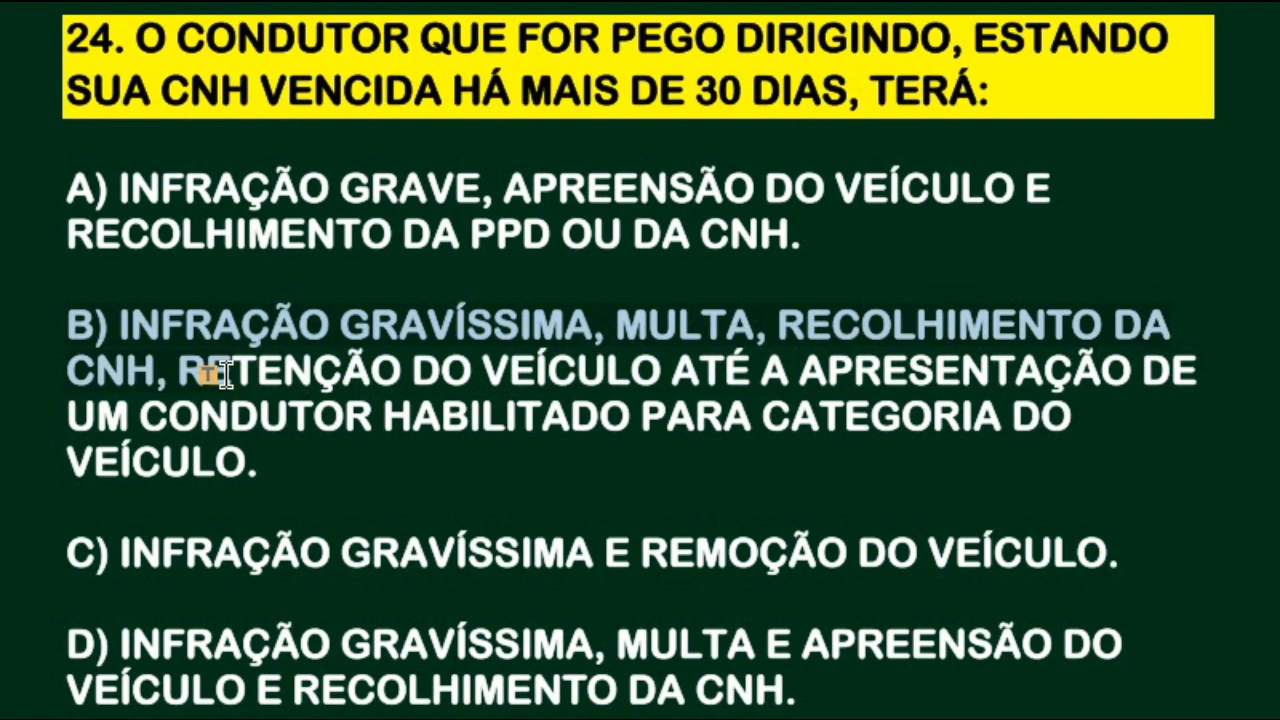 24. O CONDUTOR QUE FOR PEGO DIRIGINDO, ESTANDO
SUA CNH VENCIDA HÁ MAIS DE 30 DIAS, TERÁ:
A) INFRAÇÃO GRAVE, APREENSÃO DO VEÍCULO E
RECOLHIMENTO DA PPD OU DA CNH.
B) INFRAÇÃO GRAVÍSSIMA, MULTA, RECOLHIMENTO DA
CNH, RETENÇÃO DO VEÍCULO ATÉ A APRESENTAÇÃO DE
UM CONDUTOR HABILITADO PARA CATEGORIA DO
VEÍCULO.
C) INFRAÇÃO GRAVÍSSIMA E REMOÇÃO DO VEÍCULO.
D) INFRAÇÃO GRAVÍSSIMA, MULTA E APREENSÃO DO
VEÍCULO E RECOLHIMENTO DA CNH.